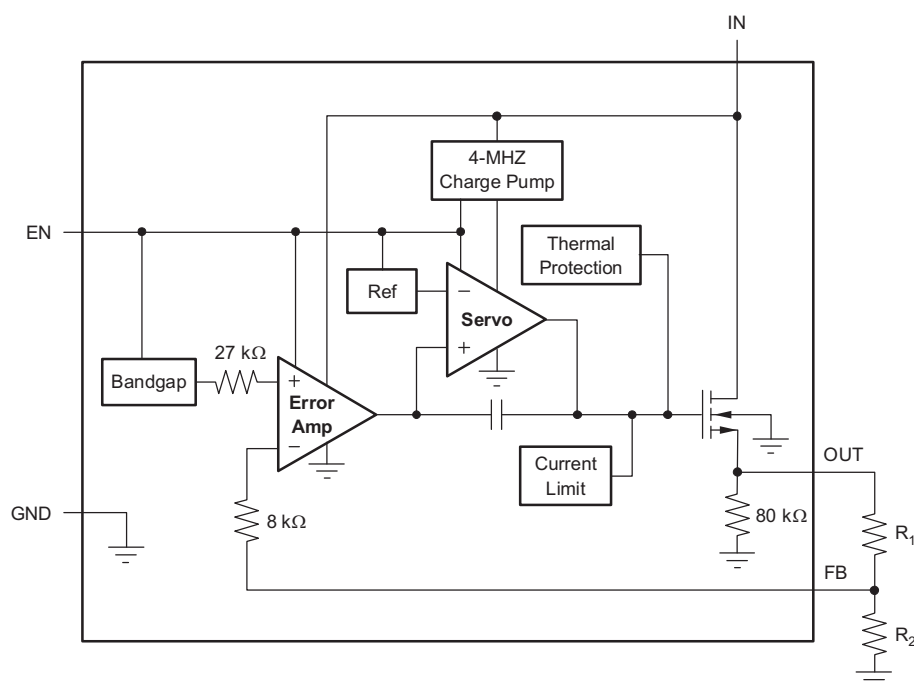 IN
4-MHZ
Charge Pump
EN
Thermal
Protection
Ref
−
Servo
+
27 kΩ
Bandgap
+
Error
Amp
−
Current
Limit
OUT
GND
8 kΩ
80 kΩ
R1
FB
R2